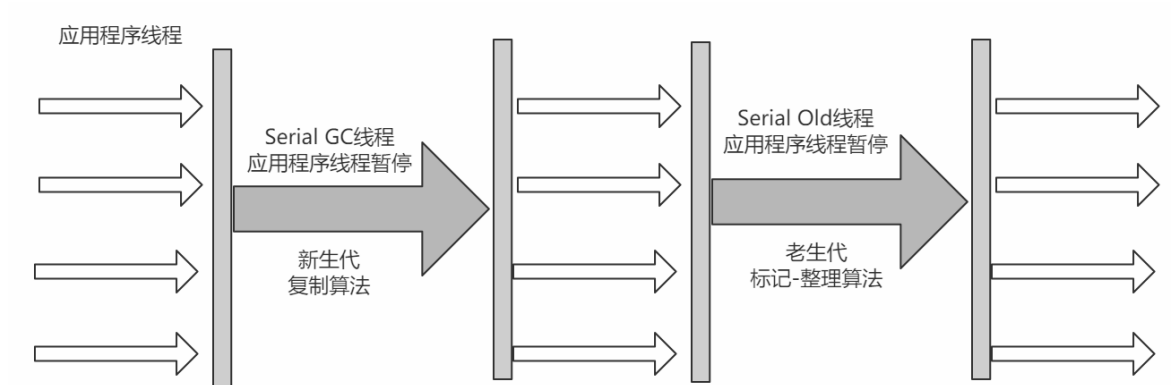 应用程序线程
Serial GC线程
应用程序线程暂停
新生代
复制算法
Serial Old线程
应用程序线程暂停
老生代
标记-整理算法